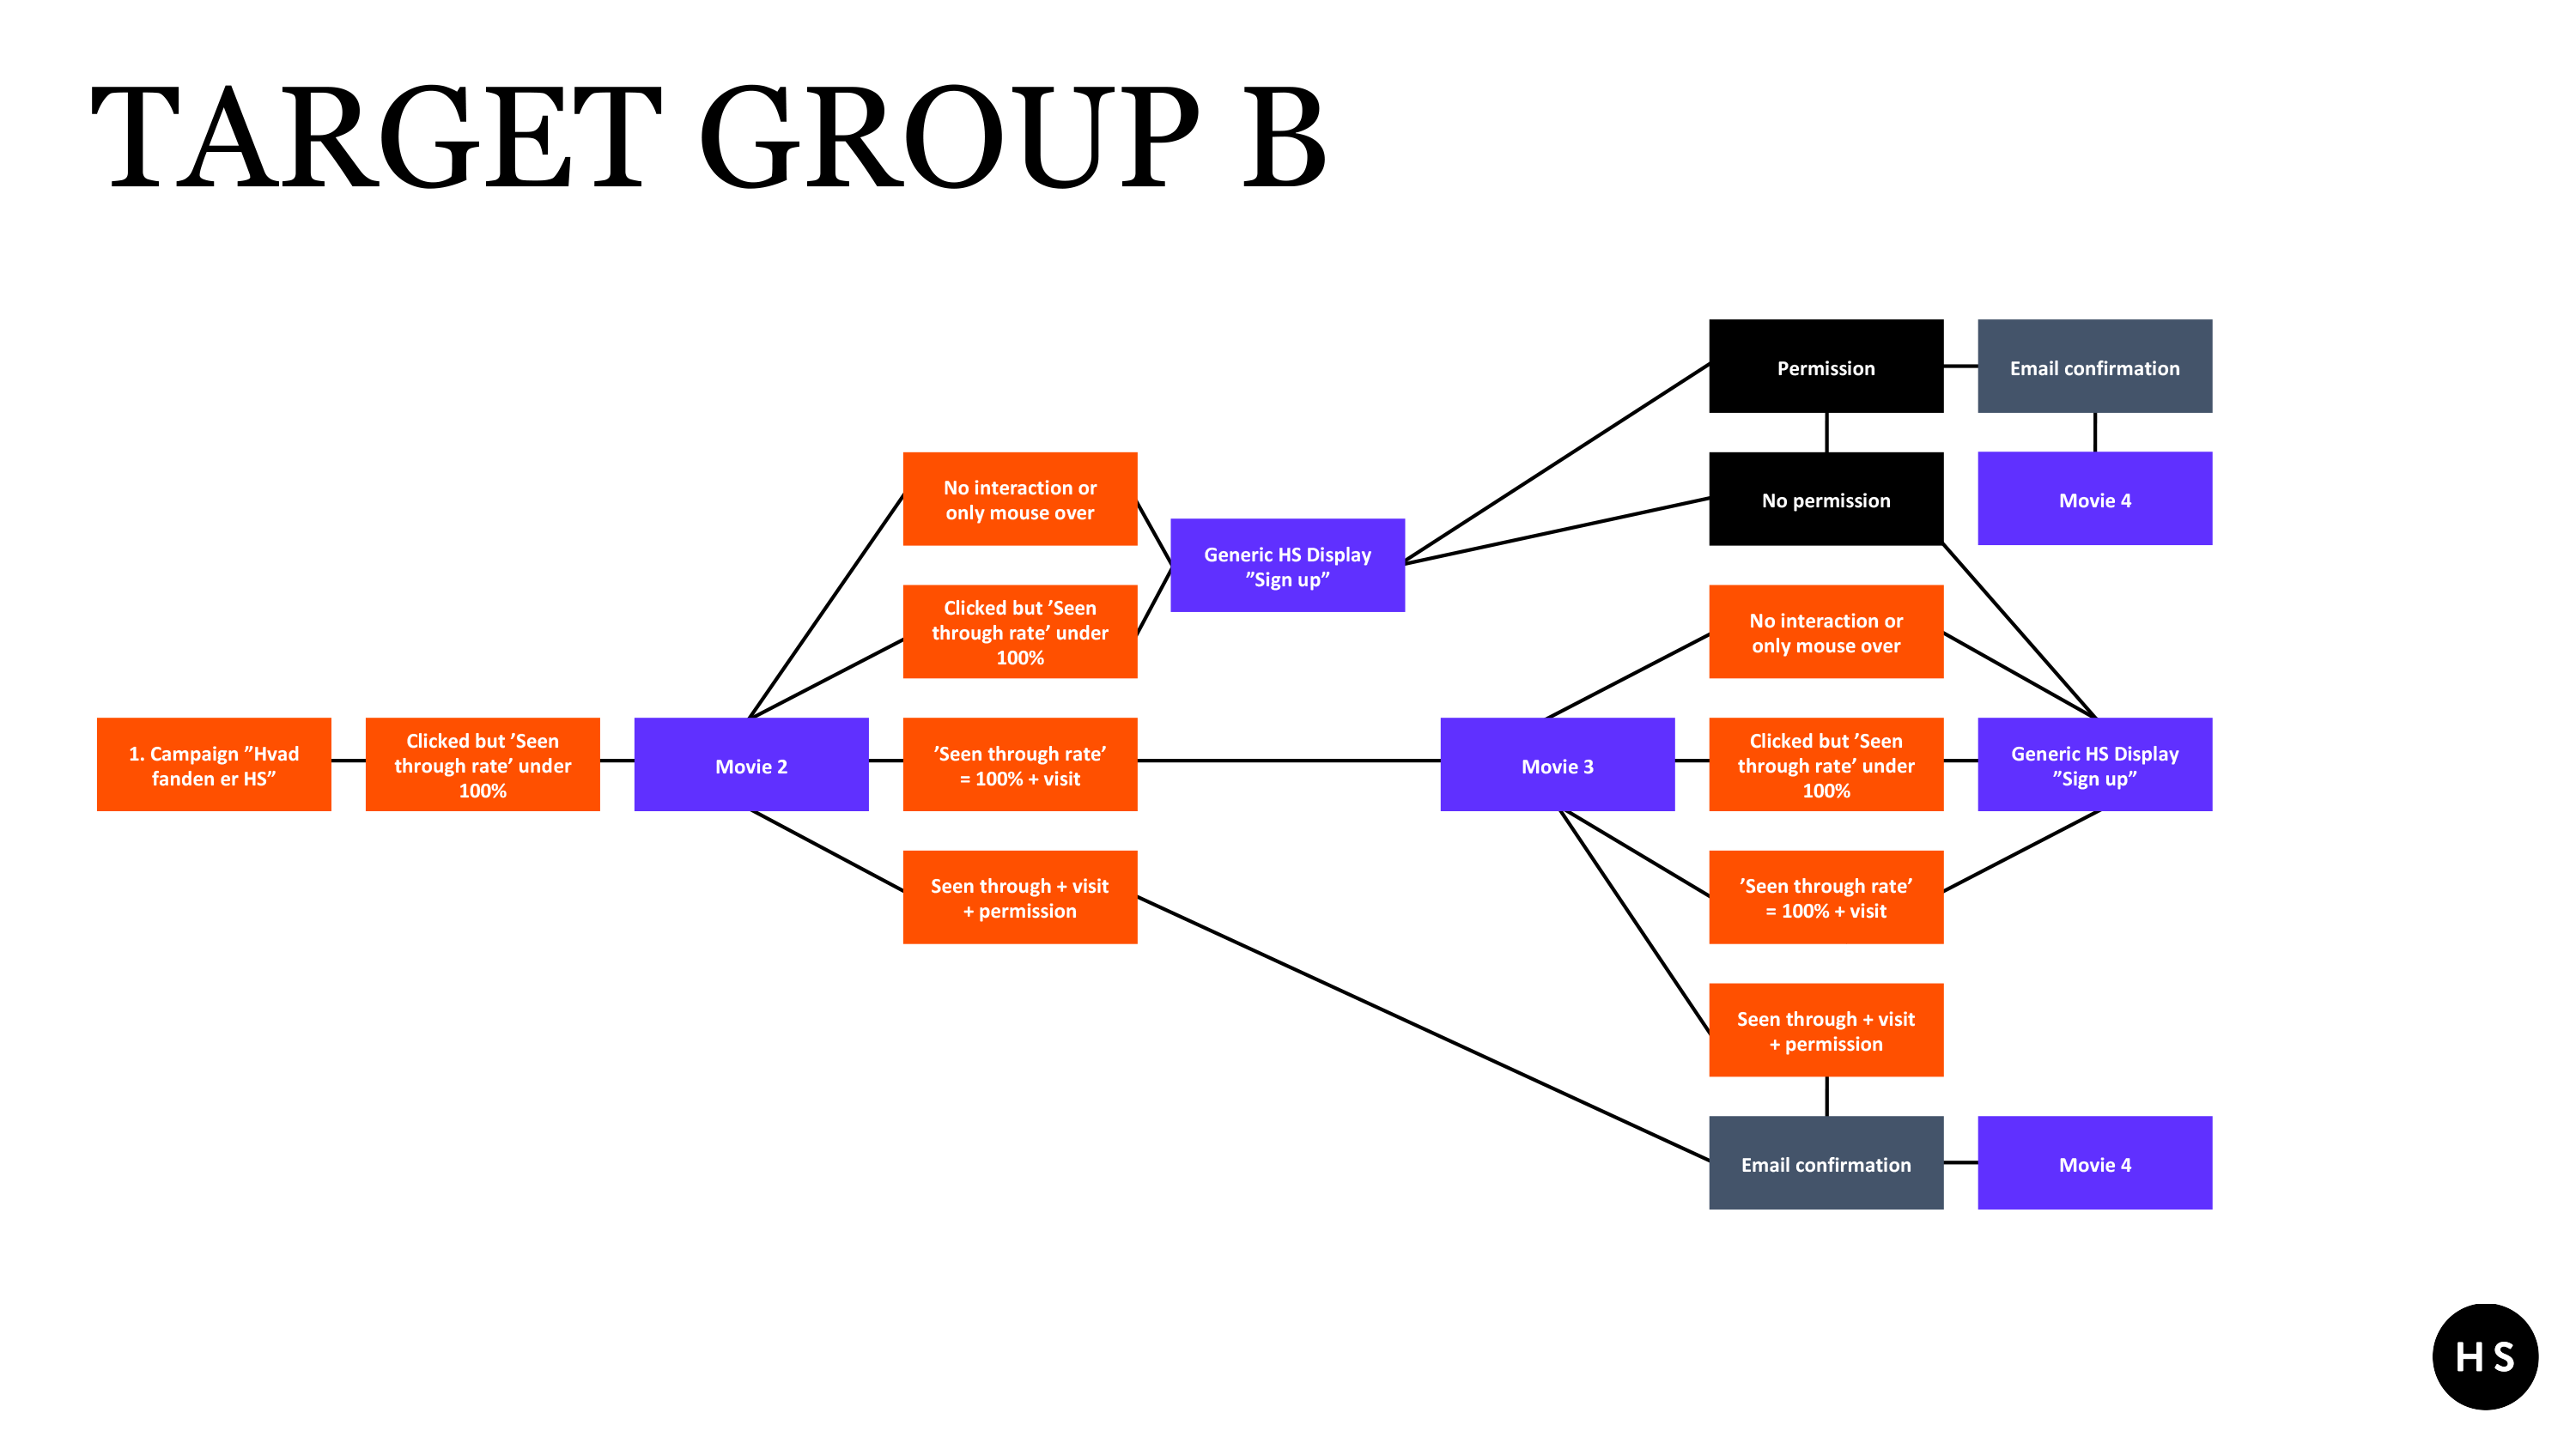 TARGET GROUP B
1. Campaign ”Hvad
fanden er HS”
Clicked but ’Seen
through rate’ under
100%
Movie 2
No interaction or
only mouse over
Clicked but ’Seen
through rate’ under
100%
’Seen through rate’
= 100% + visit
Seen through + visit
+ permission
Generic HS Display
”Sign up”
Movie 3
Permission
No permission
No interaction or
only mouse over
Clicked but ’Seen
through rate’ under
100%
’Seen through rate’
= 100% + visit
Seen through + visit
+ permission
Email confirmation
Email confirmation
Movie 4
Generic HS Display
”Sign up”
Movie 4
HS